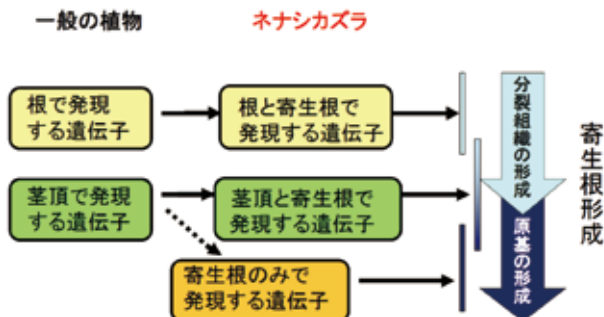 一般の植物
ネナシカズラ
根で発現
する遺伝子
根と寄生根で
発現する遺伝子
茎頂で発現
する遺伝子
茎頂と寄生根で
発現する遺伝子
寄生根のみで
発現する遺伝子
分裂組織の形成
原基の形成
寄生根形成